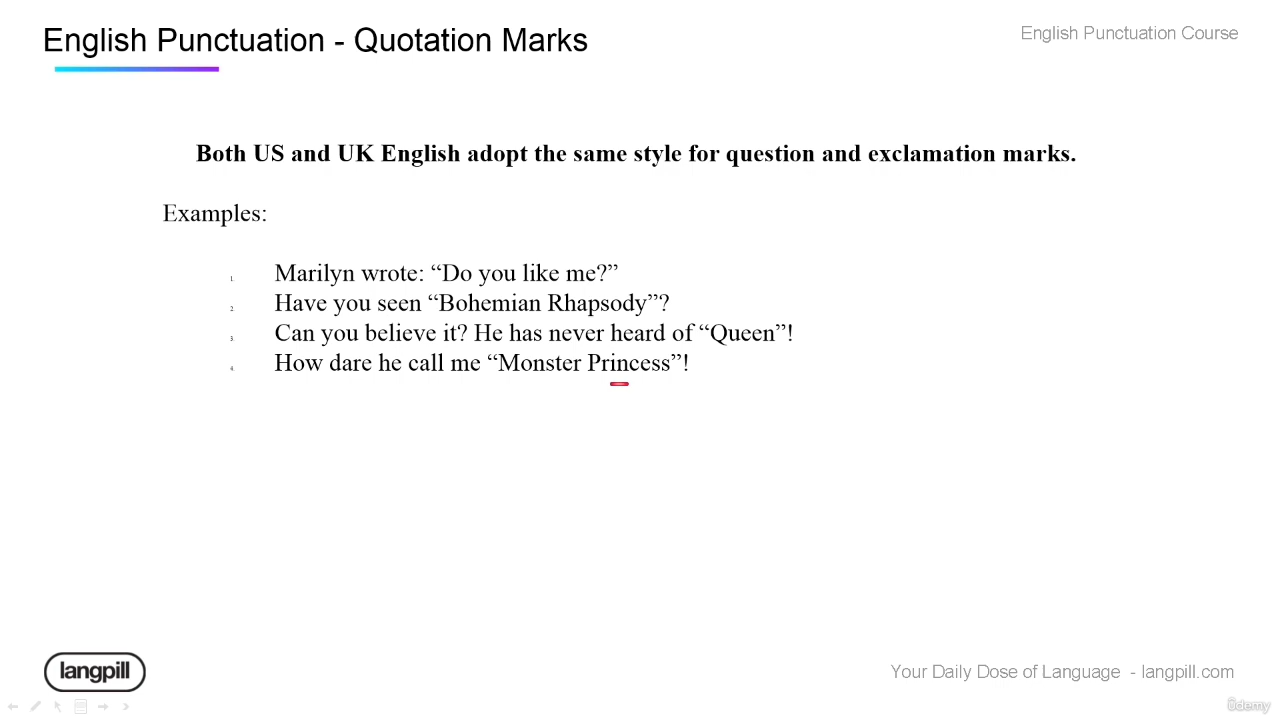 English Punctuation - Quotation Marks
English Punctuation Course
Both US and UK English adopt the same style for question and exclamation marks.
Examples:
1. Marilyn wrote: “Do you like me?”
2. Have you seen “Bohemian Rhapsody”?
3. Can you believe it? He has never heard of “Queen”!
4. How dare he call me “Monster Princess”!
langpill
Your Daily Dose of Language - langpill.com
ûdemy